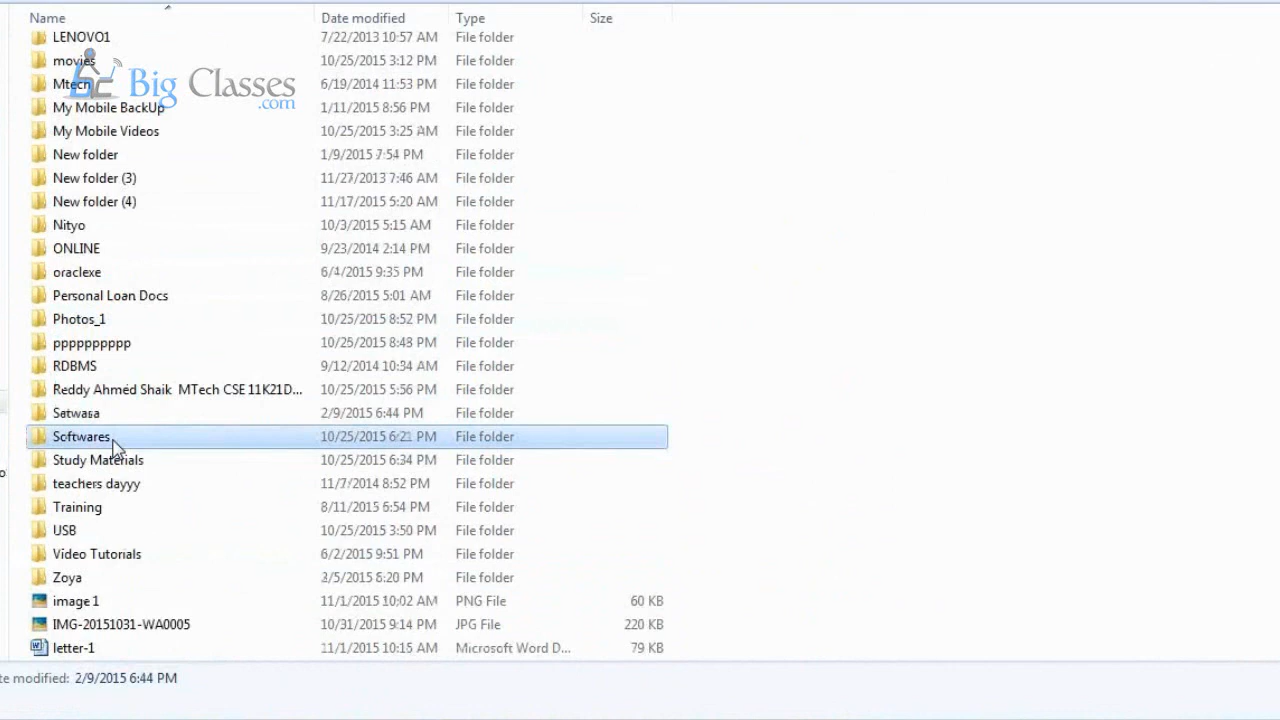 Name Date modified Type Size
LENOVO1 7/22/2013 10:57 AM File folder
movies 10/25/2015 3:12 PM File folder
Mtech 6/19/2014 11:53 PM File folder
Big Classes
.com
My Mobile BackUp 1/11/2015 8:56 PM File folder
My Mobile Videos 10/25/2015 3:25 AM File folder
New folder 1/9/2015 7:54 PM File folder
New folder (3) 11/27/2013 7:46 AM File folder
New folder (4) 11/17/2015 5:20 AM File folder
Nityo 10/3/2015 5:15 AM File folder
ONLINE 9/23/2014 2:14 PM File folder
oraclexe 6/4/2015 9:35 PM File folder
Personal Loan Docs 8/26/2015 5:01 AM File folder
Photos_1 10/25/2015 8:52 PM File folder
pppppppppp 10/25/2015 8:48 PM File folder
RDBMS 9/12/2014 10:34 AM File folder
Reddy Ahmed Shaik MTech CSE 11K21D... 10/25/2015 5:56 PM File folder
Satwasa 2/9/2015 6:44 PM File folder
Softwares 10/25/2015 6:21 PM File folder
Study Materials 10/25/2015 6:34 PM File folder
teachers dayyy 11/7/2014 8:52 PM File folder
Training 8/11/2015 6:54 PM File folder
USB 10/25/2015 3:50 PM File folder
Video Tutorials 6/2/2015 9:51 PM File folder
Zoya File folder
image 1 11/1/2015 10:02 AM PNG File 60 KB
IMG-20151031-WA0005 10/31/2015 9:14 PM JPG File 220 KB
letter-1 11/1/2015 10:15 AM Microsoft Word D... 79 KB
te modified: 2/9/2015 6:44 PM